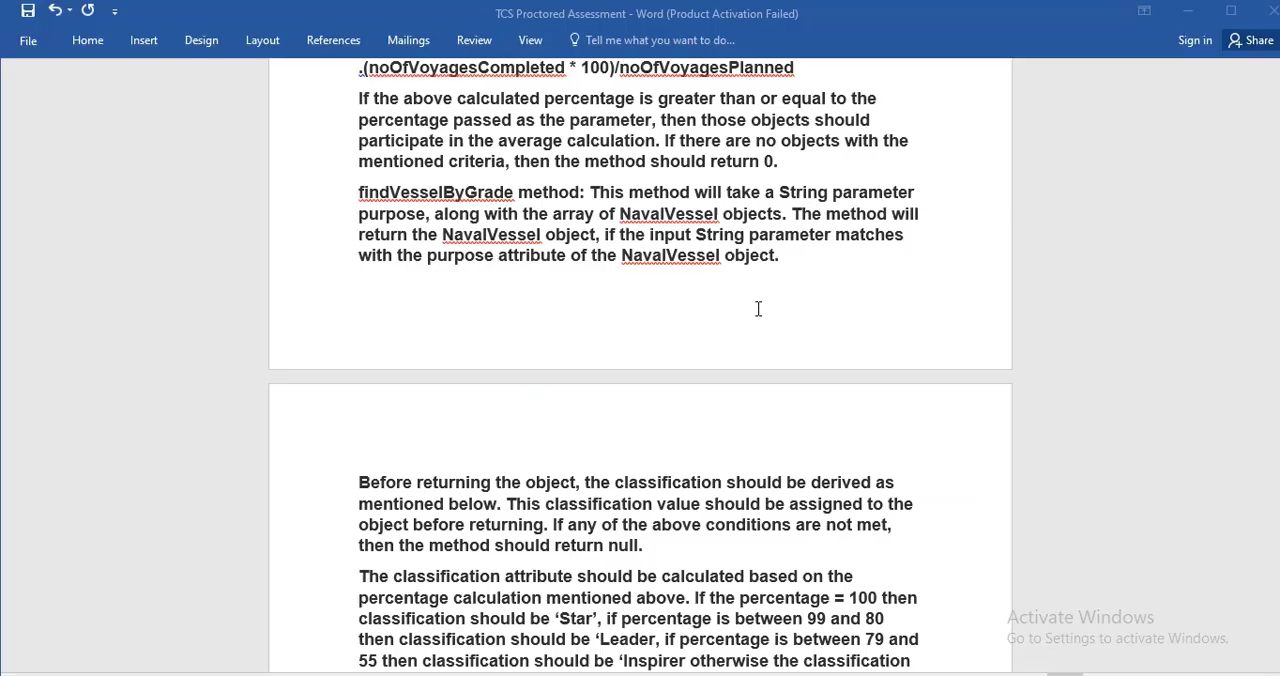 TCS Proctored Assessment - Word (Product Activation Failed)
File Home Insert Design Layout References Mailings Review View Tell me what you want to do... Sign in Share
.(noOfVoyagesCompleted * 100)/noOfVoyagesPlanned
If the above calculated percentage is greater than or equal to the
percentage passed as the parameter, then those objects should
participate in the average calculation. If there are no objects with the
mentioned criteria, then the method should return 0.
findVesselByGrade method: This method will take a String parameter
purpose, along with the array of NavalVessel objects. The method will
return the NavalVessel object, if the input String parameter matches
with the purpose attribute of the NavalVessel object.
Before returning the object, the classification should be derived as
mentioned below. This classification value should be assigned to the
object before returning. If any of the above conditions are not met,
then the method should return null.
The classification attribute should be calculated based on the
percentage calculation mentioned above. If the percentage = 100 then
classification should be ‘Star’, if percentage is between 99 and 80
then classification should be ‘Leader, if percentage is between 79 and
55 then classification should be ‘Inspirer otherwise the classification
Activate Windows
Go to Settings to activate Windows.